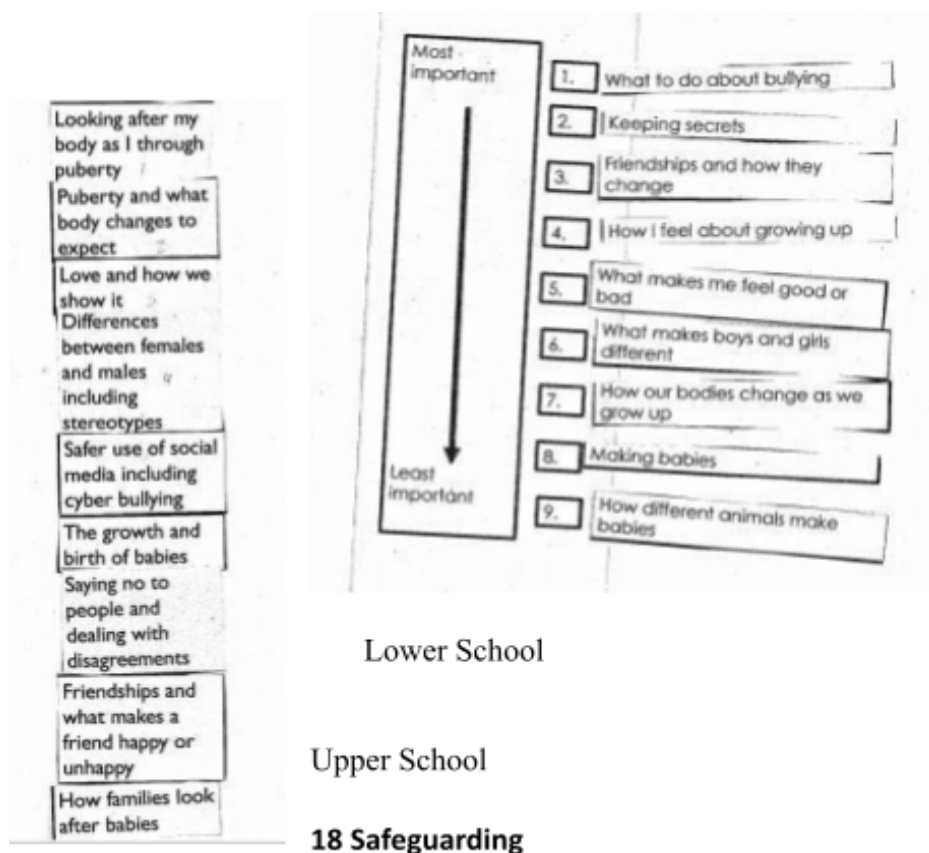 Looking after my
body as I through
puberty
Puberty and what
body changes to
expect
Love and how we
show it
Differences
between females
and males
including
stereotypes
Safer use of social
media including
cyber bullying
The growth and
birth of babies
Saying no to
people and
dealing with
disagreements
Friendships and
what makes a
friend happy or
unhappy
How families look
after babies
Most
important
Least
important
1. What to do about bullying
2. Keeping secrets
3. Friendships and how they
change
4. How I feel about growing up
5. What makes me feel good or
bad
6. What makes boys and girls
different
7. How our bodies change as we
grow up
8. Making babies
9. How different animals make
babies
Lower School
Upper School
18 Safeguarding